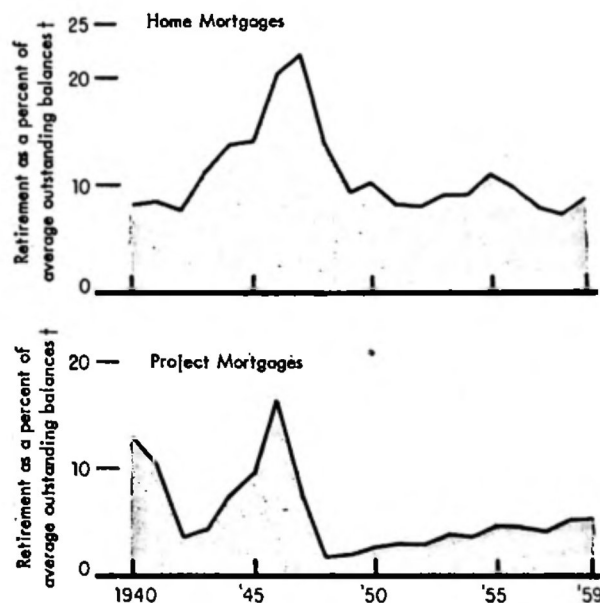 Home Mortgages
Retirement as a percent of
average outstanding balances †
25
20
10
0
Project Mortgages
Retirement as a percent of
average outstanding balances †
20
10
0
1940 '45 '50 '55 '59